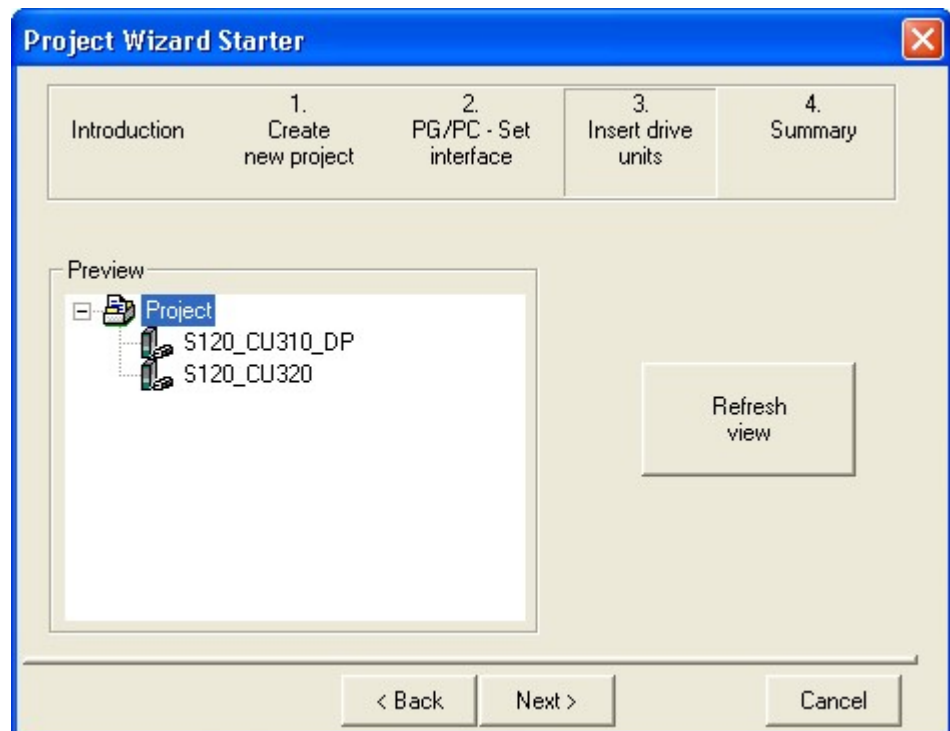 Project Wizard Starter
Introduction
1.
Create
new project
2.
PG/PC - Set
interface
3.
Insert drive
units
4.
Summary
Preview
Project
S120_CU310_DP
S120_CU320
Refresh
view
< Back
Next >
Cancel